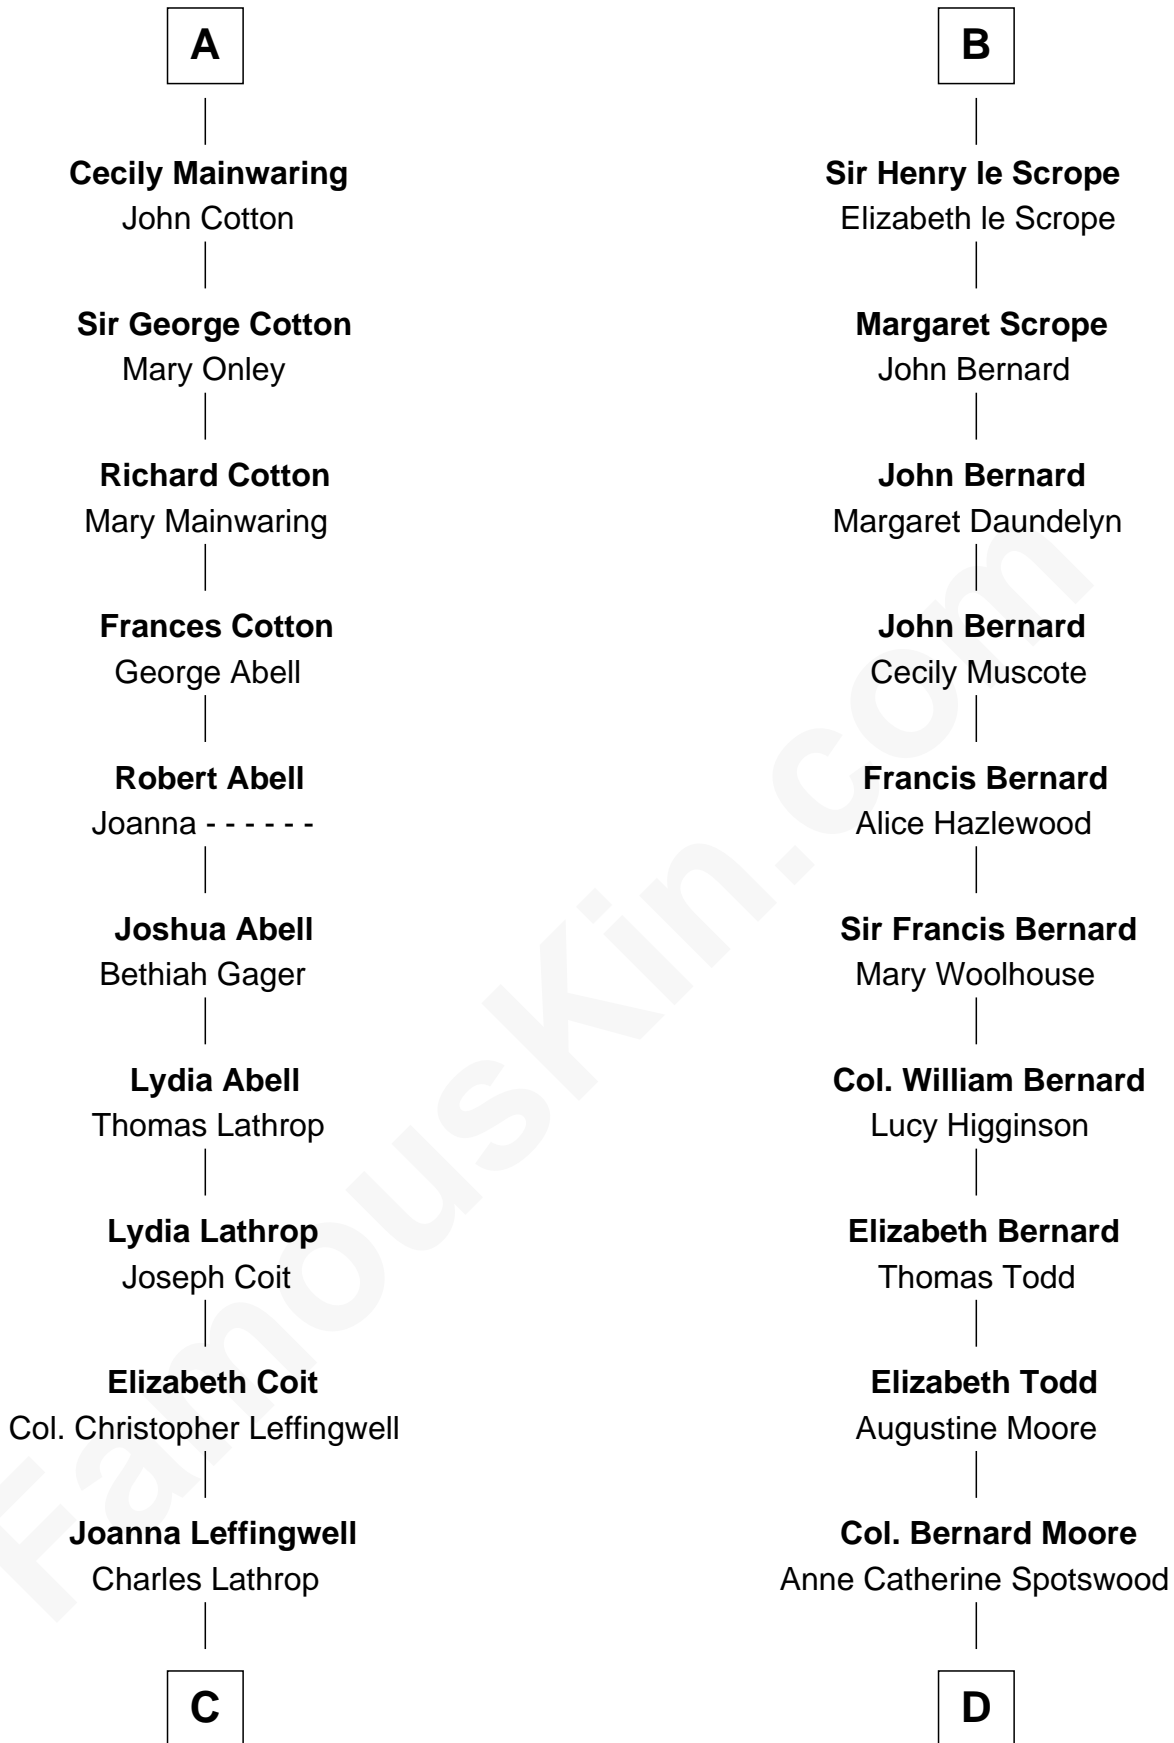 A
Cecily Mainwaring
John Cotton
Sir George Cotton
Mary Onley
Richard Cotton
Mary Mainwaring
Frances Cotton
George Abell
Robert Abell
Joanna - - - - - -
Joshua Abell
Bethiah Gager
Lydia Abell
Thomas Lathrop
Lydia Lathrop
Joseph Coit
Elizabeth Coit
Col. Christopher Leffingwell
Joanna Leffingwell
Charles Lathrop
C
B
Sir Henry le Scrope
Elizabeth le Scrope
Margaret Scrope
John Bernard
John Bernard
Margaret Daundelyn
John Bernard
Cecily Muscote
Francis Bernard
Alice Hazlewood
Sir Francis Bernard
Mary Woolhouse
Col. William Bernard
Lucy Higginson
Elizabeth Bernard
Thomas Todd
Elizabeth Todd
Augustine Moore
Col. Bernard Moore
Anne Catherine Spotswood
D
FamousKin.com